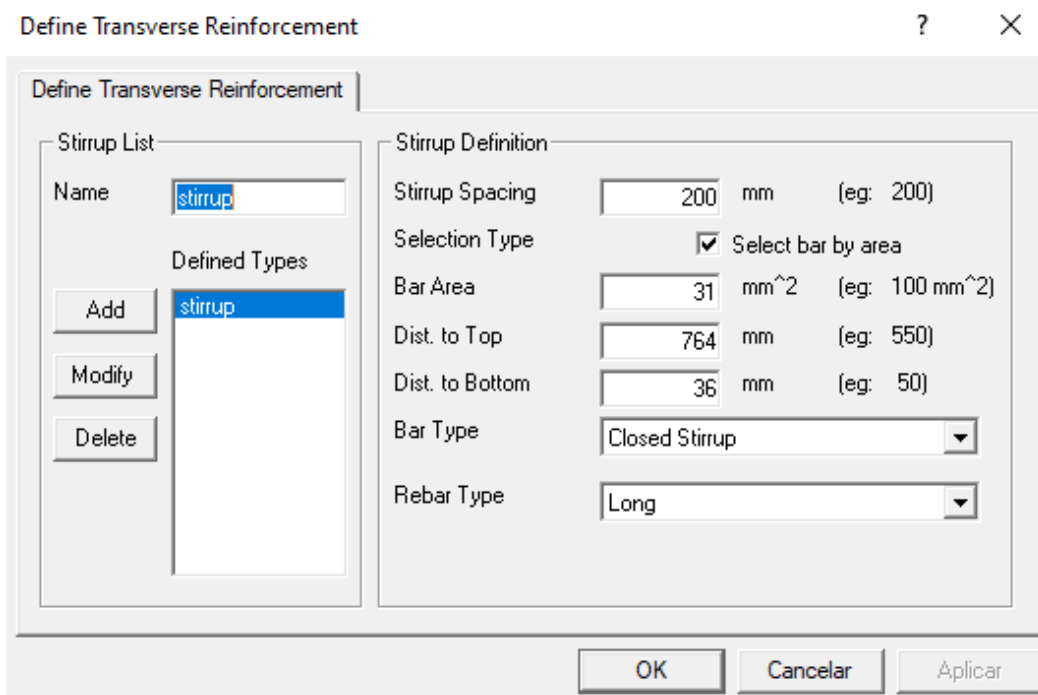 Define Transverse Reinforcement ?
Define Transverse Reinforcement
Stirrup List
Name stirrup
Defined Types
stirrup
Add
Modify
Delete
Stirrup Definition
Stirrup Spacing 200 mm (eg: 200)
Selection Type Select bar by area
Bar Area 31 mm^2 (eg: 100 mm^2)
Dist. to Top 764 mm (eg: 550)
Dist. to Bottom 36 mm (eg: 50)
Bar Type Closed Stirrup
Rebar Type Long
OK Cancelar Aplicar